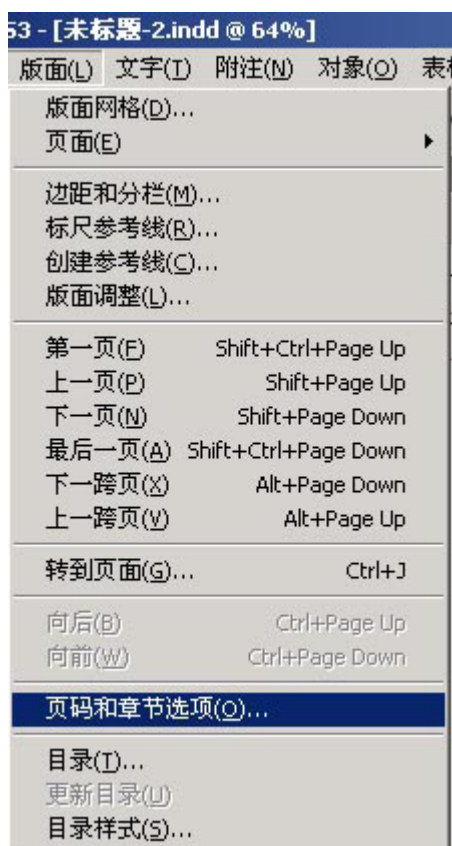 53 - [未标题-2.indd @ 64%]
版面(L) 文字(T) 附注(N) 对象(O) 表
版面网格(D)...
页面(E)
边距和分栏(M)...
标尺参考线(R)...
创建参考线(C)...
版面调整(L)...
第一页(F) Shift+Ctrl+Page Up
上一页(P) Shift+Page Up
下一页(N) Shift+Page Down
最后一页(A) Shift+Ctrl+Page Down
下一跨页(X) Alt+Page Down
上一跨页(V) Alt+Page Up
转到页面(G)... Ctrl+J
向后(B) Ctrl+Page Up
向前(W) Ctrl+Page Down
页码和章节选项(O)...
目录(T)...
更新目录(U)
目录样式(S)...